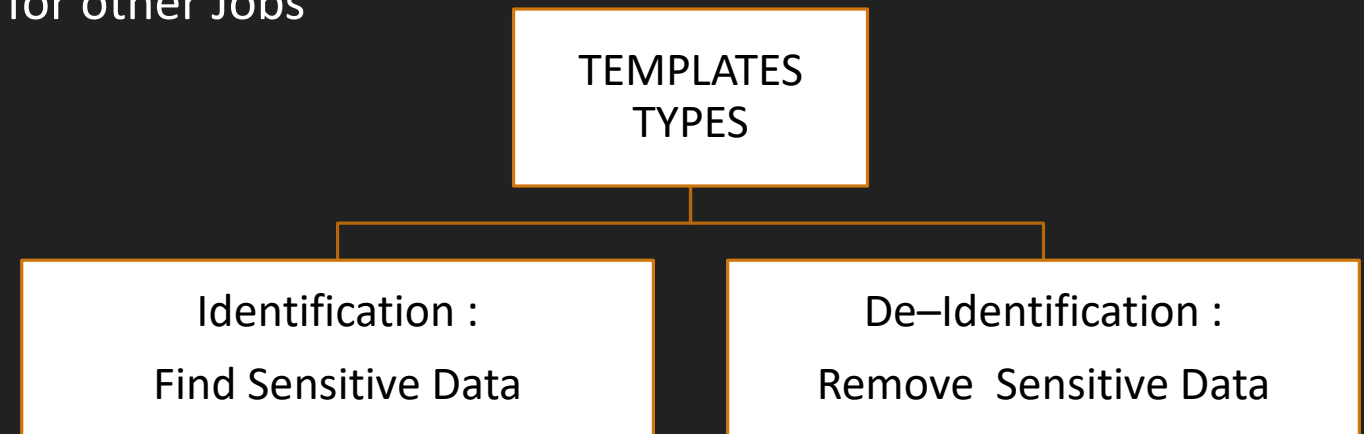 for other Jobs
TEMPLATES
TYPES
Identification :
Find Sensitive Data
De–Identification :
Remove Sensitive Data